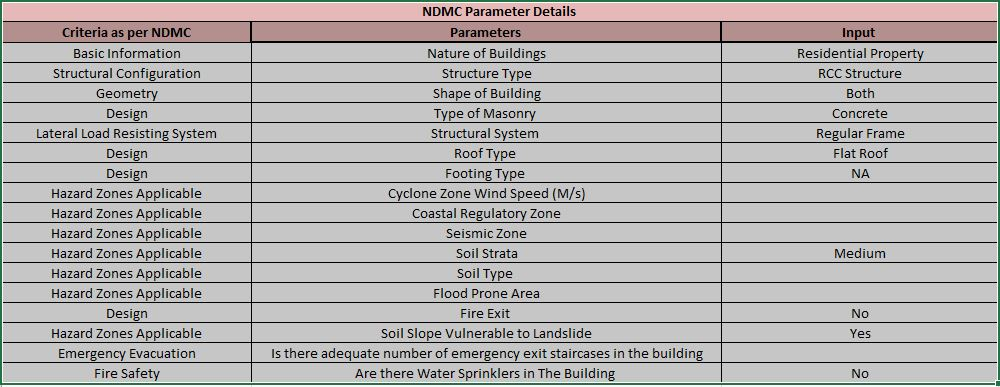 NDMC Parameter Details
Criteria as per NDMC Parameters Input
Basic Information Nature of Buildings Residential Property
Structural Configuration Structure Type RCC Structure
Geometry Shape of Building Both
Design Type of Masonry Concrete
Lateral Load Resisting System Structural System Regular Frame
Design Roof Type Flat Roof
Design Footing Type NA
Hazard Zones Applicable Cyclone Zone Wind Speed (M/s)
Hazard Zones Applicable Coastal Regulatory Zone
Hazard Zones Applicable Seismic Zone
Hazard Zones Applicable Soil Strata Medium
Hazard Zones Applicable Soil Type
Hazard Zones Applicable Flood Prone Area
Design Fire Exit No
Hazard Zones Applicable Soil Slope Vulnerable to Landslide Yes
Emergency Evacuation Is there adequate number of emergency exit staircases in the building
Fire Safety Are there Water Sprinklers in The Building No